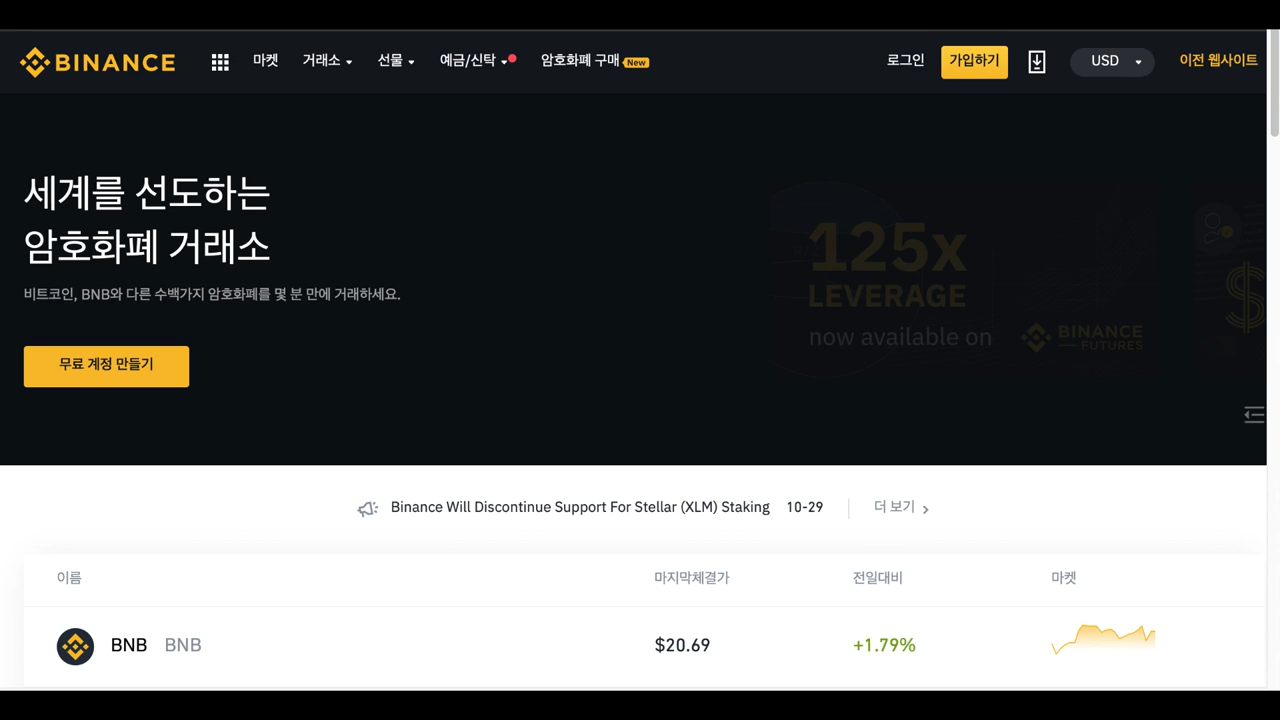 BINANCE
마켓
거래소
선물
예금/신탁
암호화폐 구매 New
로그인
가입하기
USD
이전 웹사이트
세계를 선도하는
암호화폐 거래소
비트코인, BNB와 다른 수백가지 암호화폐를 몇 분 만에 거래하세요.
무료 계정 만들기
125x
LEVERAGE
now available on
BINANCE
FUTURES
$
Binance Will Discontinue Support For Stellar (XLM) Staking 10-29
더 보기
이름 마지막체결가 전일대비 마켓
BNB BNB $20.69 +1.79%